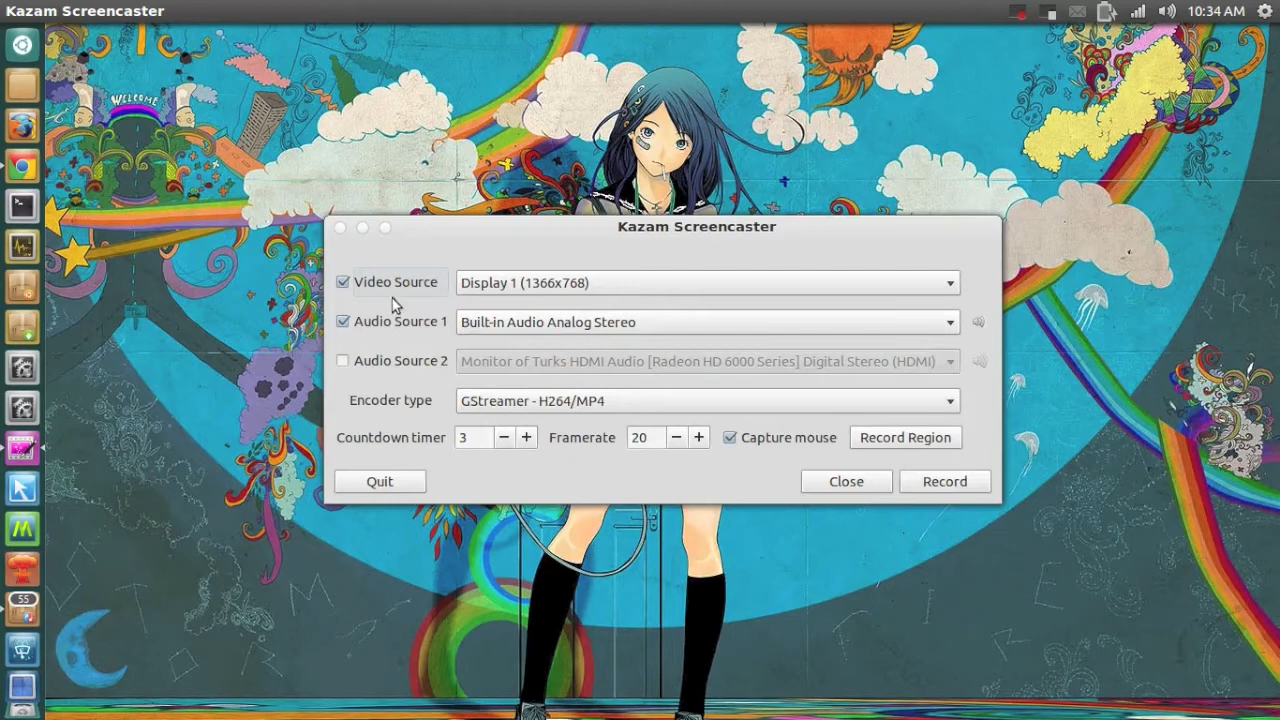 Kazam Screencaster
10:34 AM
WELCOME
Kazam Screencaster
Video Source Display 1 (1366x768)
Audio Source 1 Built-in Audio Analog Stereo
Audio Source 2 Monitor of Turks HDMI Audio [Radeon HD 6000 Series] Digital Stereo (HDMI)
Encoder type GStreamer - H264/MP4
Countdown timer 3 Framerate 20 Capture mouse Record Region
Quit Close Record
55